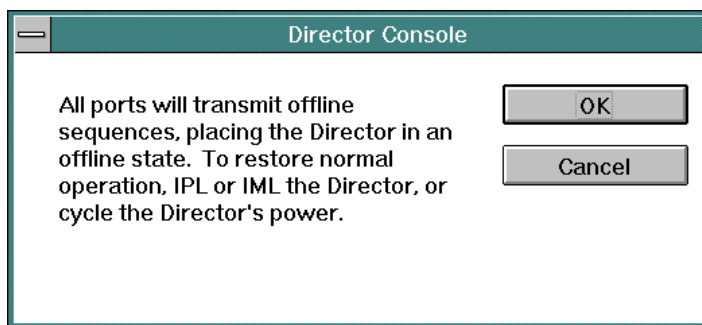 Director Console
All ports will transmit offline
sequences, placing the Director in an
offline state.  To restore normal
operation, IPL or IML the Director, or
cycle the Director's power.
OK
Cancel